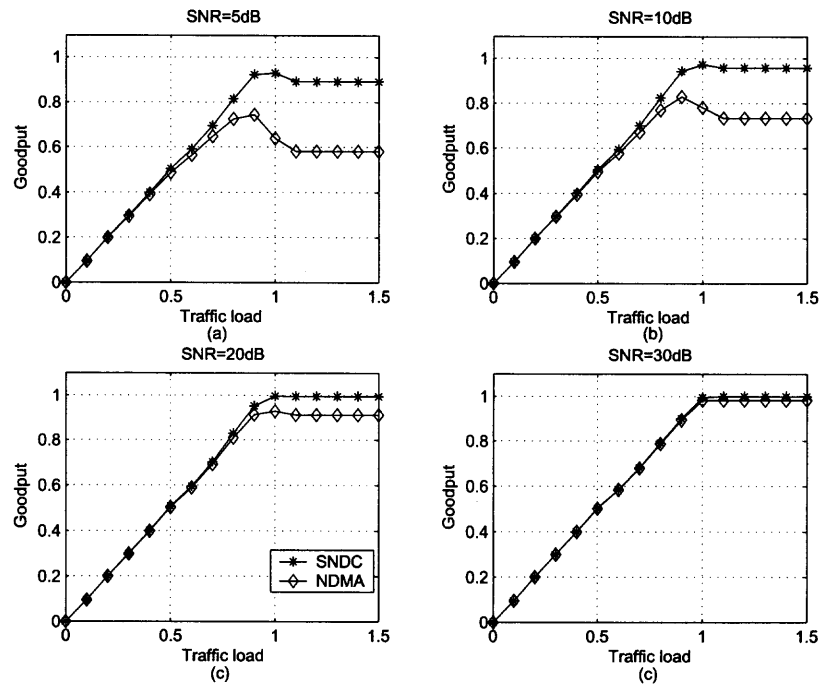 SNR=5dB
1
0.8
0.6
0.4
0.2
0
Goodput
0 0.5 1 1.5
Traffic load
(a)
SNR=10dB
1
0.8
0.6
0.4
0.2
0
Goodputt
0 0.5 1 1.5
Traffic load
(b)
SNR=20dB
1
0.8
0.6
0.4
0.2
0
Goodput
SNDC
NDMA
0 0.5 1 1.5
Traffic load
(c)
SNR=30dB
1
0.8
0.6
0.4
0.2
0
Goodput
0 0.5 1 1.5
Traffic load
(c)